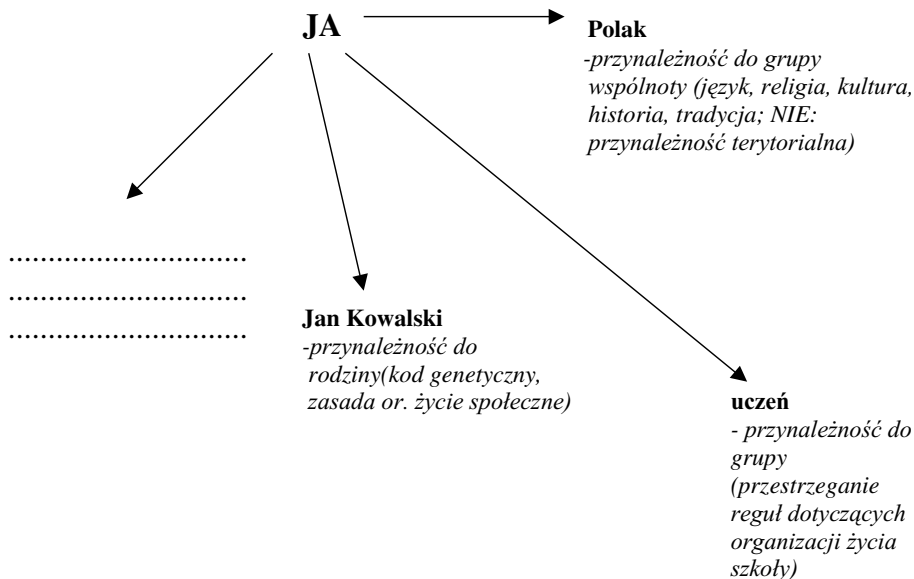 JA
Polak
-przynależność do grupy
wspólnoty (język, religia, kultura,
historia, tradycja; NIE:
przynależność terytorialna)
....................................
....................................
....................................
Jan Kowalski
-przynależność do
rodziny(kod genetyczny,
zasada or. życie społeczne)
uczeń
- przynależność do
grupy
(przestrzeganie
reguł dotyczących
organizacji życia
szkoły)